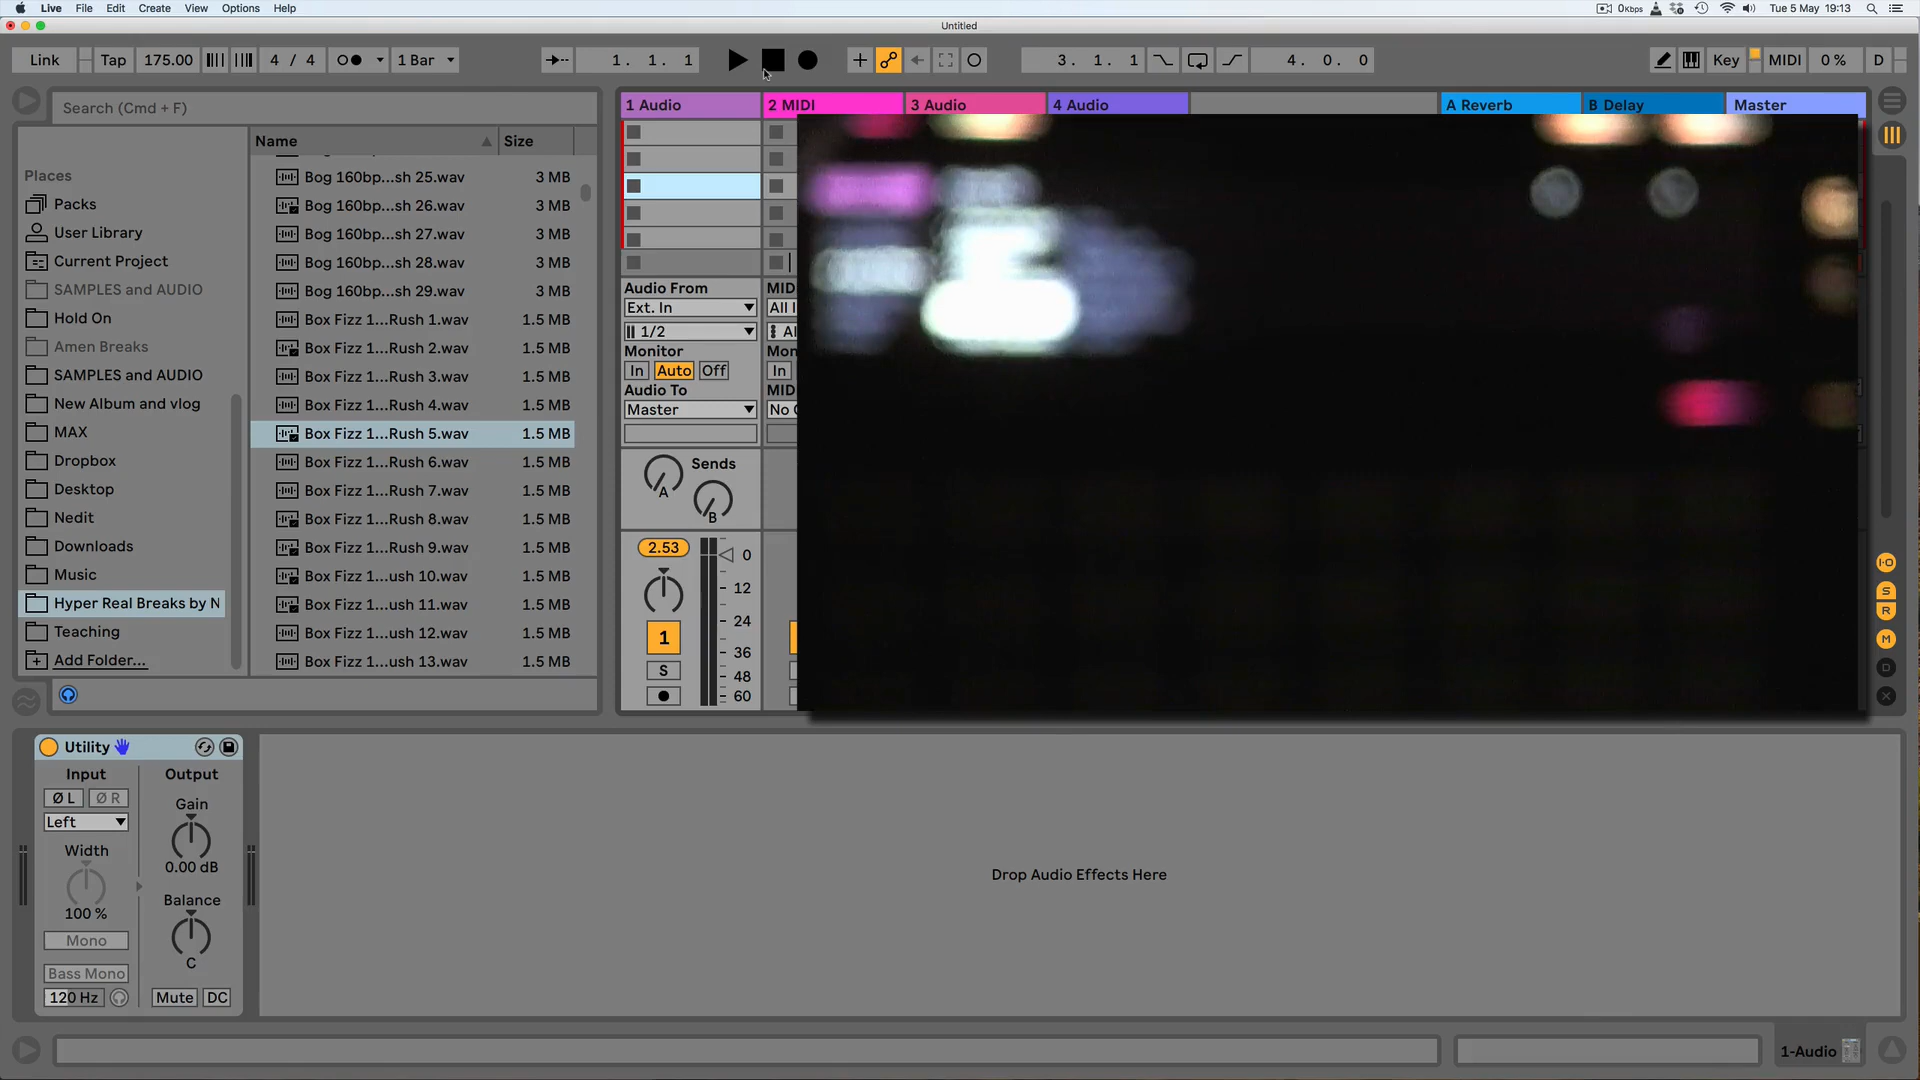 Live File Edit Create View Options Help 0Kbps Tue 5 May 19:13
Untitled
Link Tap 175.00 4 / 4 1 Bar 1. 1. 1 3. 1. 1 4. 0. 0 Key MIDI 0 % D
Search (Cmd + F)
1 Audio 2 MIDI 3 Audio 4 Audio A Reverb B Delay Master
Name Size
Places
Packs
User Library
Current Project
SAMPLES and AUDIO
Hold On
Amen Breaks
SAMPLES and AUDIO
New Album and vlog
MAX
Dropbox
Desktop
Nedit
Downloads
Music
Hyper Real Breaks by N
Teaching
Add Folder...
Bog 160bp...sh 25.wav 3 MB
Bog 160bp...sh 26.wav 3 MB
Bog 160bp...sh 27.wav 3 MB
Bog 160bp...sh 28.wav 3 MB
Bog 160bp...sh 29.wav 3 MB
Box Fizz 1...Rush 1.wav 1.5 MB
Box Fizz 1...Rush 2.wav 1.5 MB
Box Fizz 1...Rush 3.wav 1.5 MB
Box Fizz 1...Rush 4.wav 1.5 MB
Box Fizz 1...Rush 5.wav 1.5 MB
Box Fizz 1...Rush 6.wav 1.5 MB
Box Fizz 1...Rush 7.wav 1.5 MB
Box Fizz 1...Rush 8.wav 1.5 MB
Box Fizz 1...Rush 9.wav 1.5 MB
Box Fizz 1...ush 10.wav 1.5 MB
Box Fizz 1...ush 11.wav 1.5 MB
Box Fizz 1...ush 12.wav 1.5 MB
Box Fizz 1...ush 13.wav 1.5 MB
Audio From MIDI
Ext. In All I
1/2 Al
Monitor Mon
In Auto Off In
Audio To MIDI
Master No
Sends
A
B
2.53 0
12
24
1 36
S 48
60
I·O
S
R
M
D
X
Utility
Input Output
Ø L Ø R Gain
Left
Width 0.00 dB
Balance
100 %
Mono
C
Bass Mono
120 Hz Mute DC
Drop Audio Effects Here
1-Audio